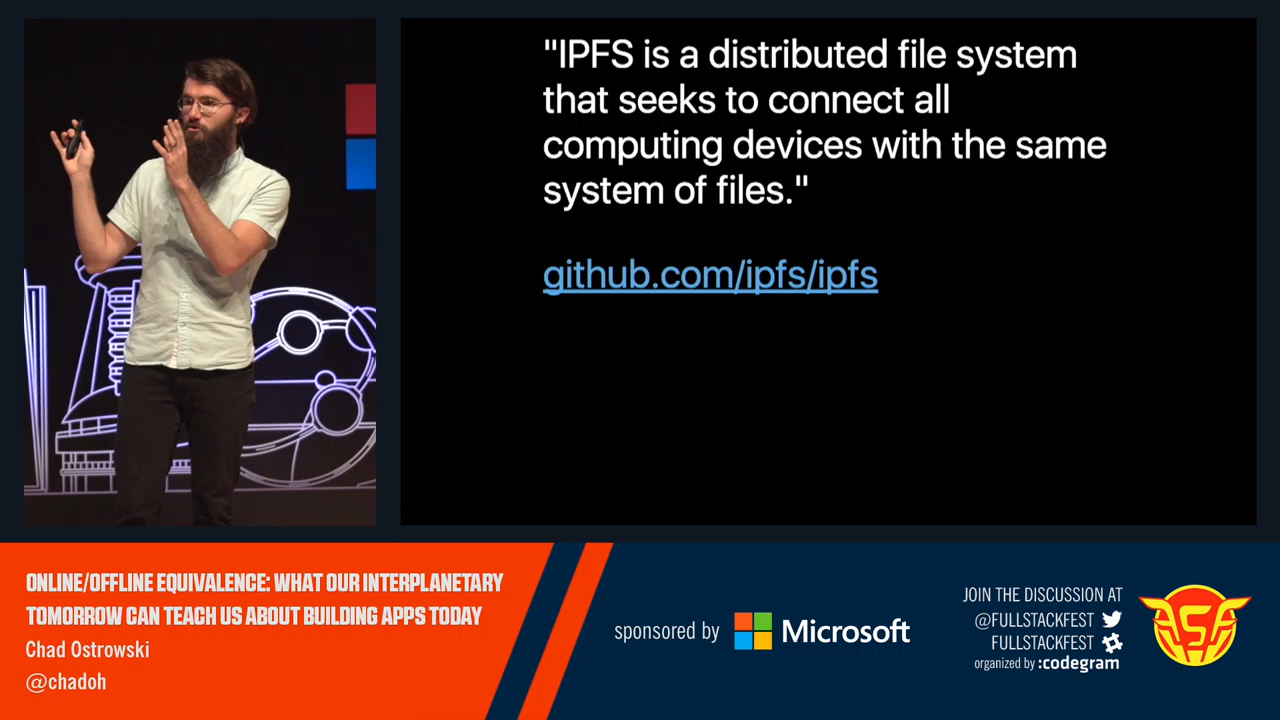 "IPFS is a distributed file system
that seeks to connect all
computing devices with the same
system of files."
github.com/ipfs/ipfs
ONLINE/OFFLINE EQUIVALENCE: WHAT OUR INTERPLANETARY
TOMORROW CAN TEACH US ABOUT BUILDING APPS TODAY
Chad Ostrowski
@chadoh
sponsored by Microsoft
JOIN THE DISCUSSION AT
@FULLSTACKFEST
FULLSTACKFEST
organized by :codegram
FSF